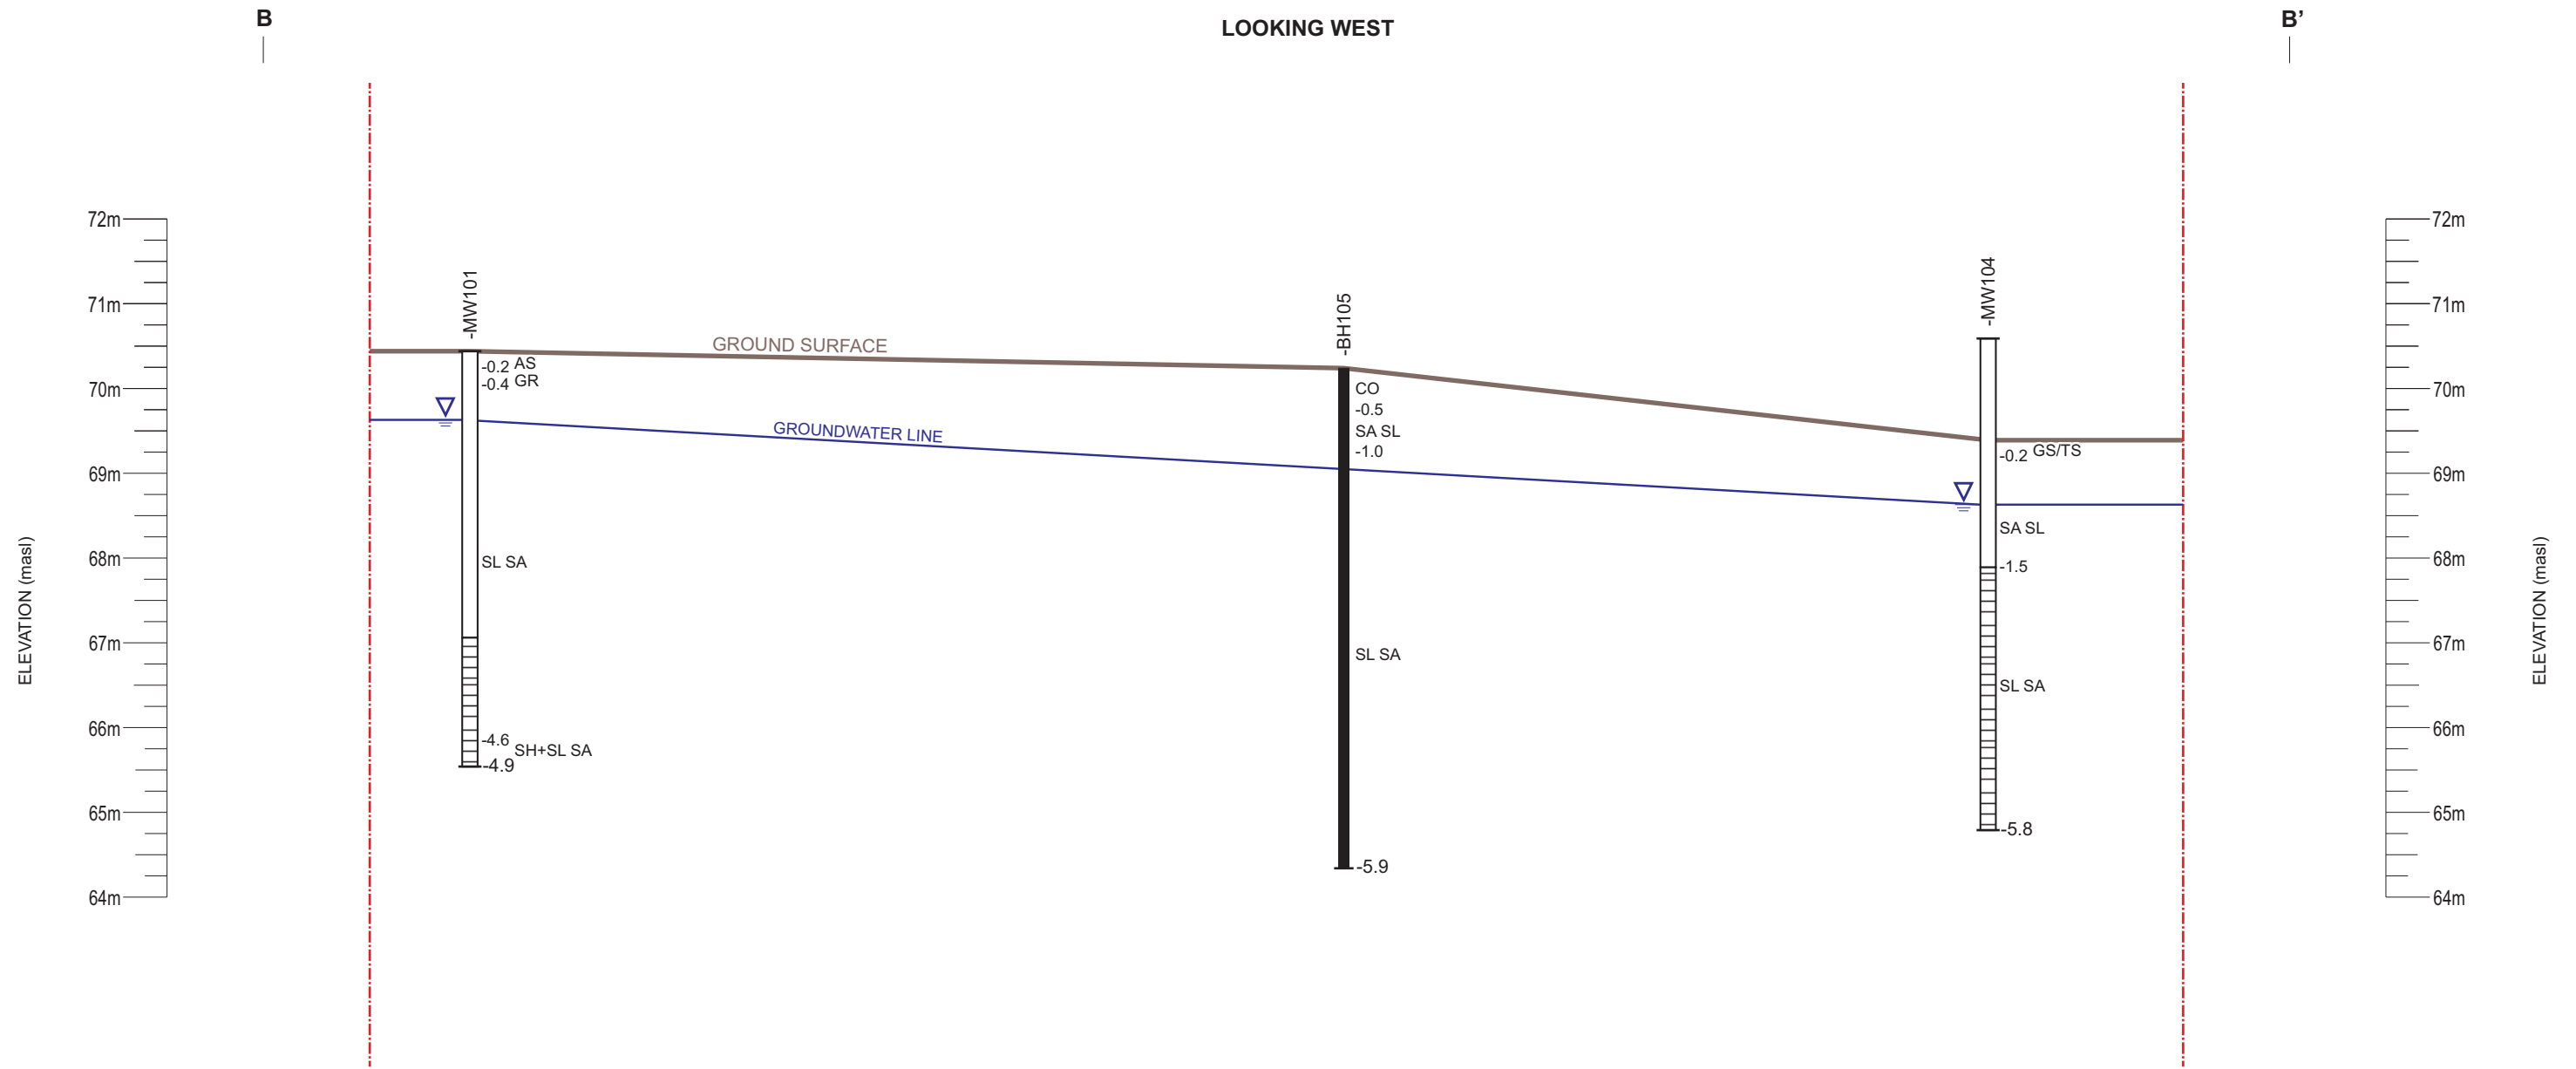 B
LOOKING WEST
B’
72m
71m
70m
69m
68m
67m
66m
65m
64m
ELEVATION (masl)
-MW101
GROUND SURFACE
-0.2 AS
-0.4 GR
GROUNDWATER LINE
SL SA
-4.6 SH+SL SA
-4.9
-BH105
CO
-0.5
SA SL
-1.0
SL SA
-5.9
-MW104
-0.2 GS/TS
SA SL
-1.5
SL SA
-5.8
72m
71m
70m
69m
68m
67m
66m
65m
64m
ELEVATION (masl)